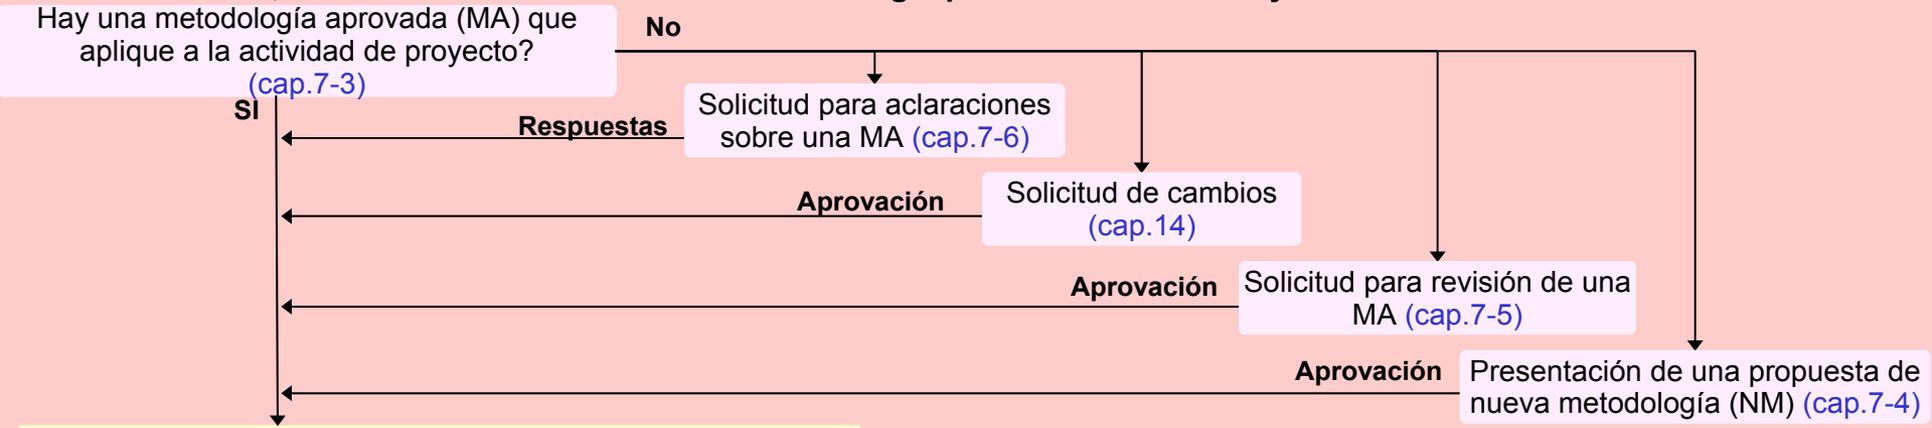 Hay una metodología aprovada (MA) que
aplique a la actividad de proyecto?
(cap.7-3)
No
SI
Solicitud para aclaraciones
sobre una MA (cap.7-6)
Respuestas
Solicitud de cambios
(cap.14)
Aprovación
Solicitud para revisión de una
MA (cap.7-5)
Aprovación
Presentación de una propuesta de
nueva metodología (NM) (cap.7-4)
Aprovación